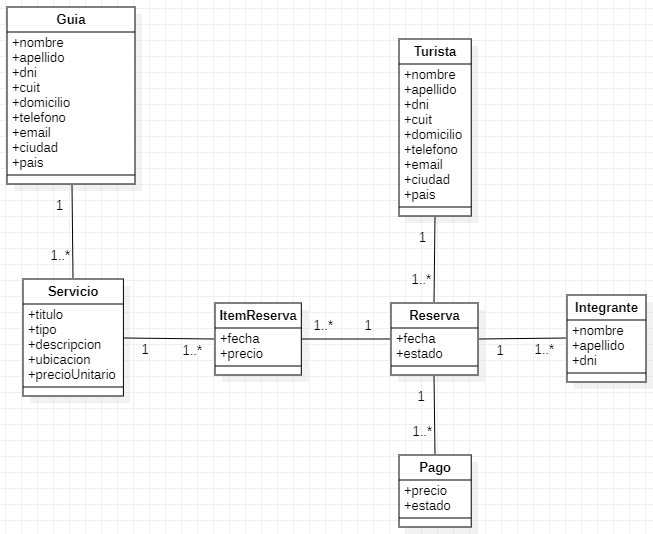 Guia
+nombre
+apellido
+dni
+cuit
+domicilio
+telefono
+email
+ciudad
+pais
1
1..*
Turista
+nombre
+apellido
+dni
+cuit
+domicilio
+telefono
+email
+ciudad
+pais
1
1..*
Servicio
+titulo
+tipo
+descripcion
+ubicacion
+precioUnitario
1
1..*
ItemReserva
+fecha
+precio
1..*
1
Reserva
+fecha
+estado
1
1..*
Integrante
+nombre
+apellido
+dni
1
1..*
Pago
+precio
+estado